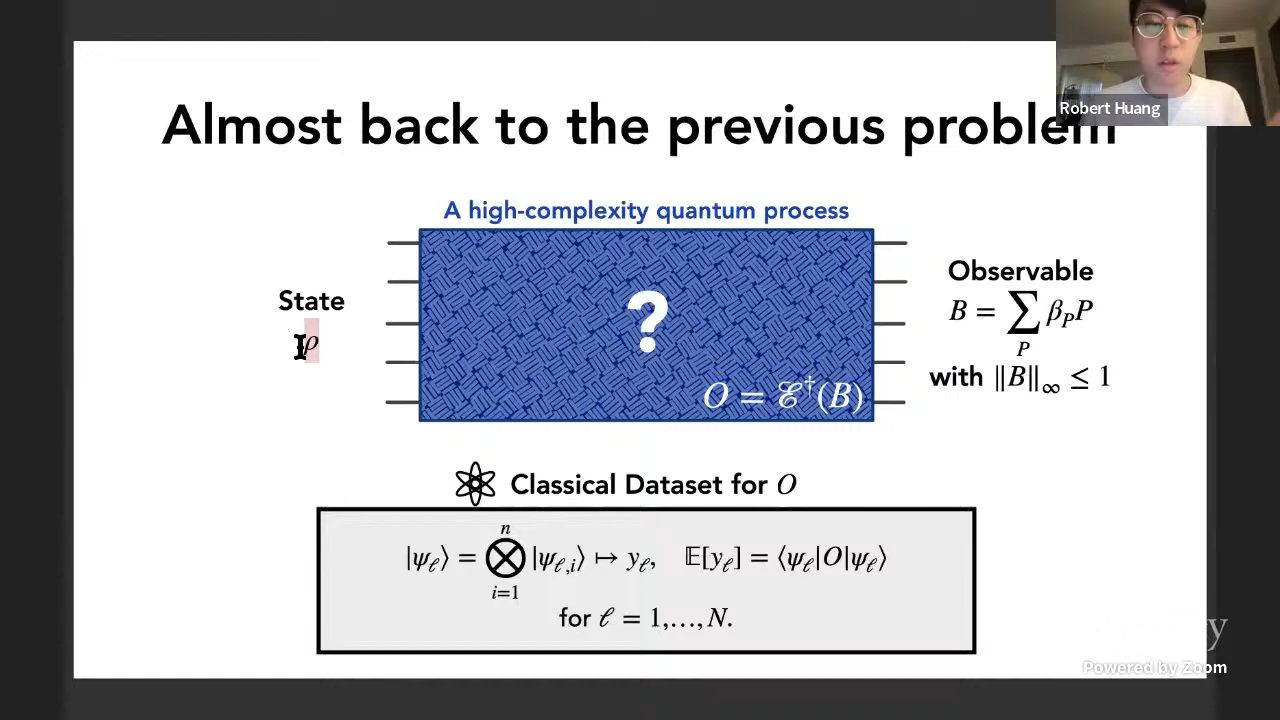 Almost back to the previous problem
Robert Huang
A high-complexity quantum process
State
ρ
?
O = ℰ†(B)
Observable
B = ∑_P β_P P
with ‖B‖_∞ ≤ 1
Classical Dataset for O
|ψ_ℓ⟩ = ⨂_{i=1}^{n} |ψ_{ℓ,i}⟩ ↦ y_ℓ, 𝔼[y_ℓ] = ⟨ψ_ℓ|O|ψ_ℓ⟩
for ℓ = 1,…,N.
Powered by Zoom